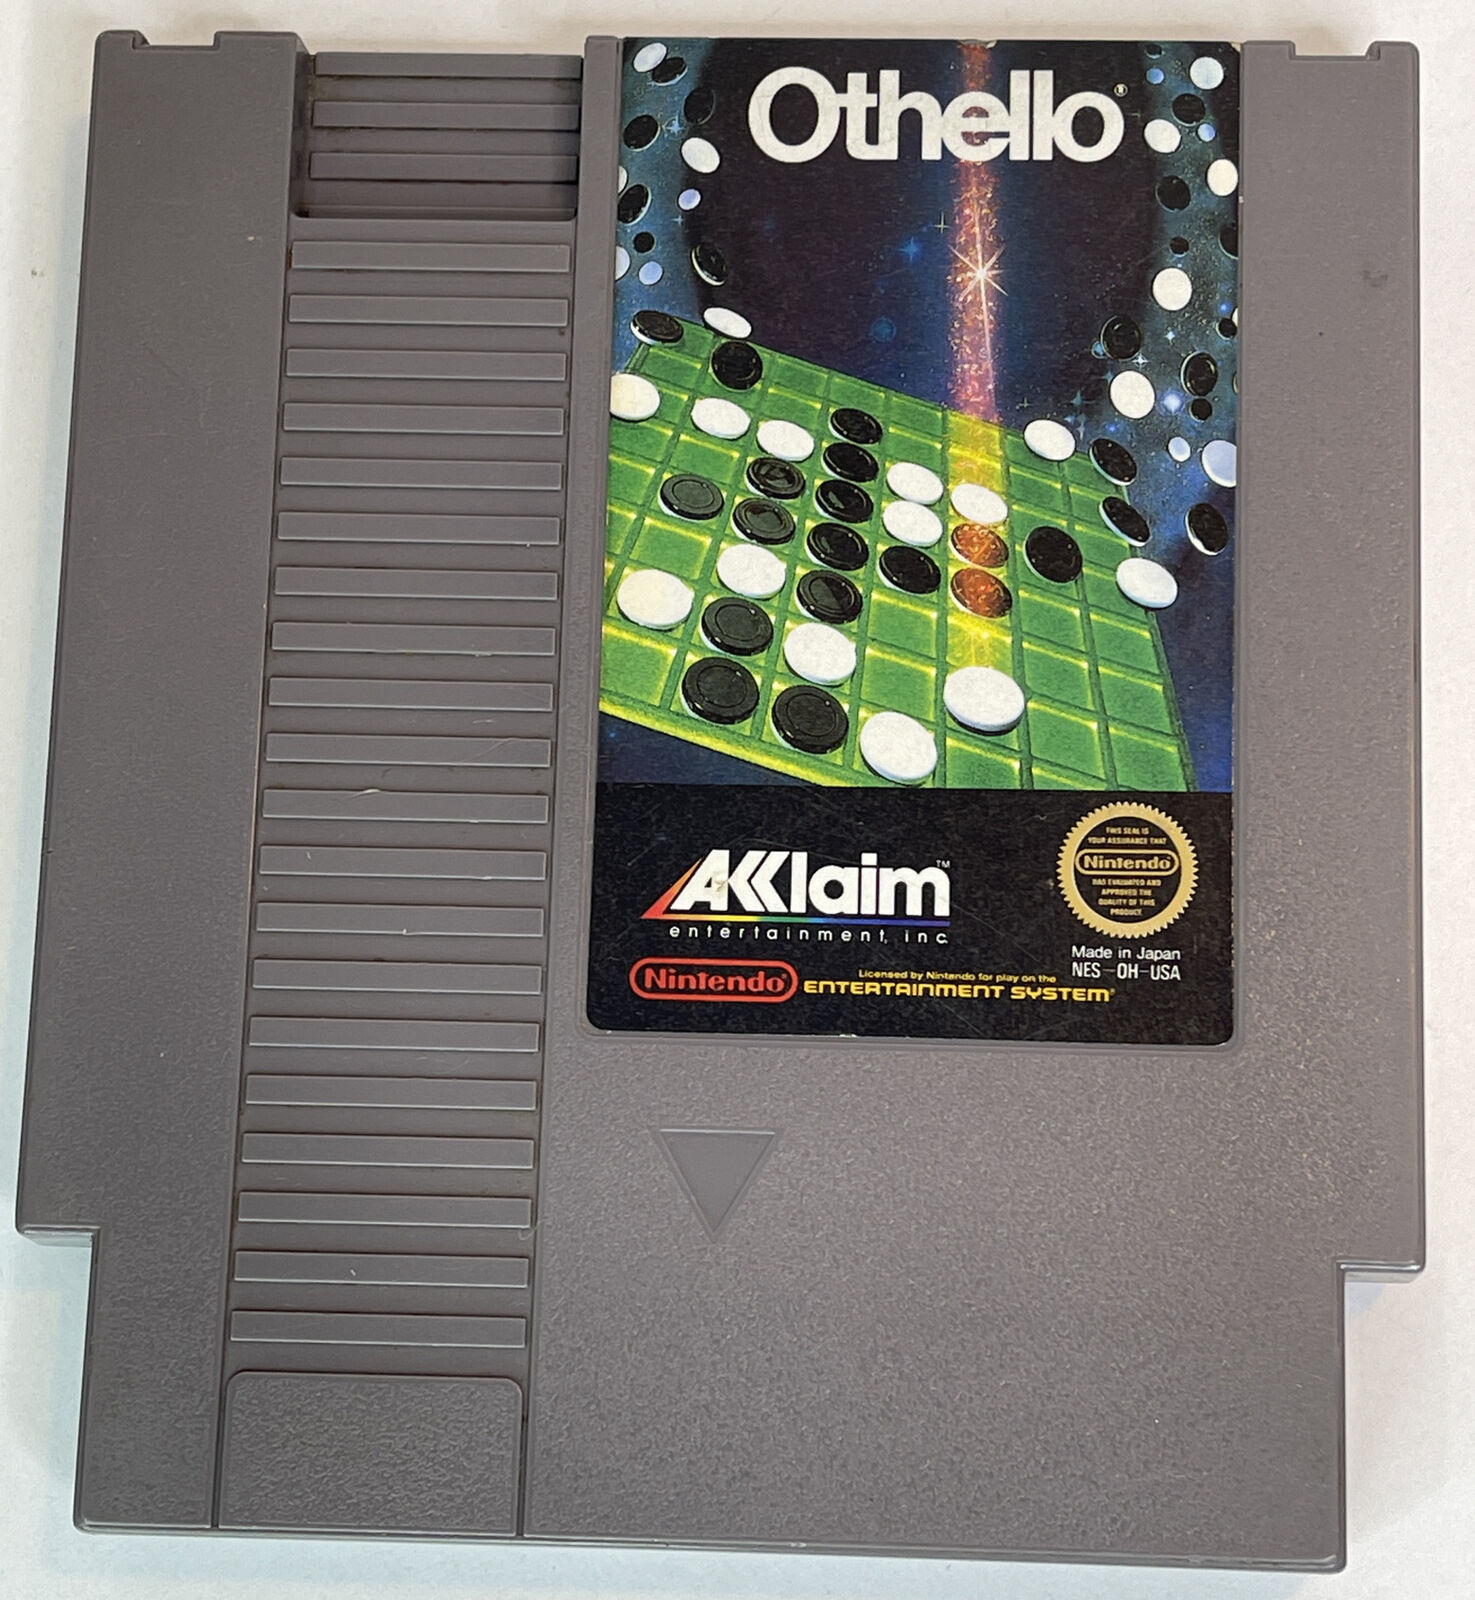 Othello®
AKKlaim™
entertainment, inc.
THIS SEAL IS
YOUR ASSURANCE THAT
Nintendo®
HAS EVALUATED AND
APPROVED THE
QUALITY OF THIS
PRODUCT.
Made in Japan
NES-OH-USA
Nintendo®
Licensed by Nintendo for play on the
ENTERTAINMENT SYSTEM®